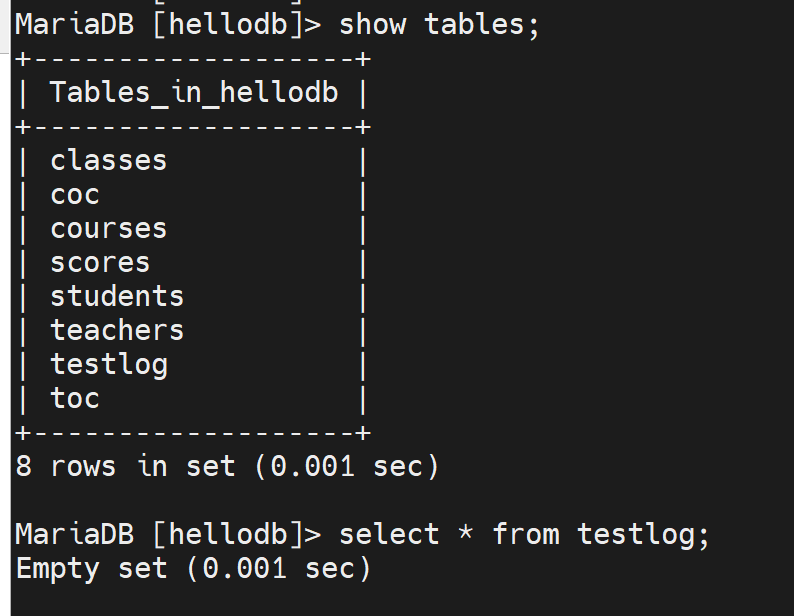 MariaDB [hellodb]> show tables;
+-------------------+
| Tables_in_hellodb |
+-------------------+
| classes           |
| coc               |
| courses           |
| scores            |
| students          |
| teachers          |
| testlog           |
| toc               |
+-------------------+
8 rows in set (0.001 sec)
MariaDB [hellodb]> select * from testlog;
Empty set (0.001 sec)